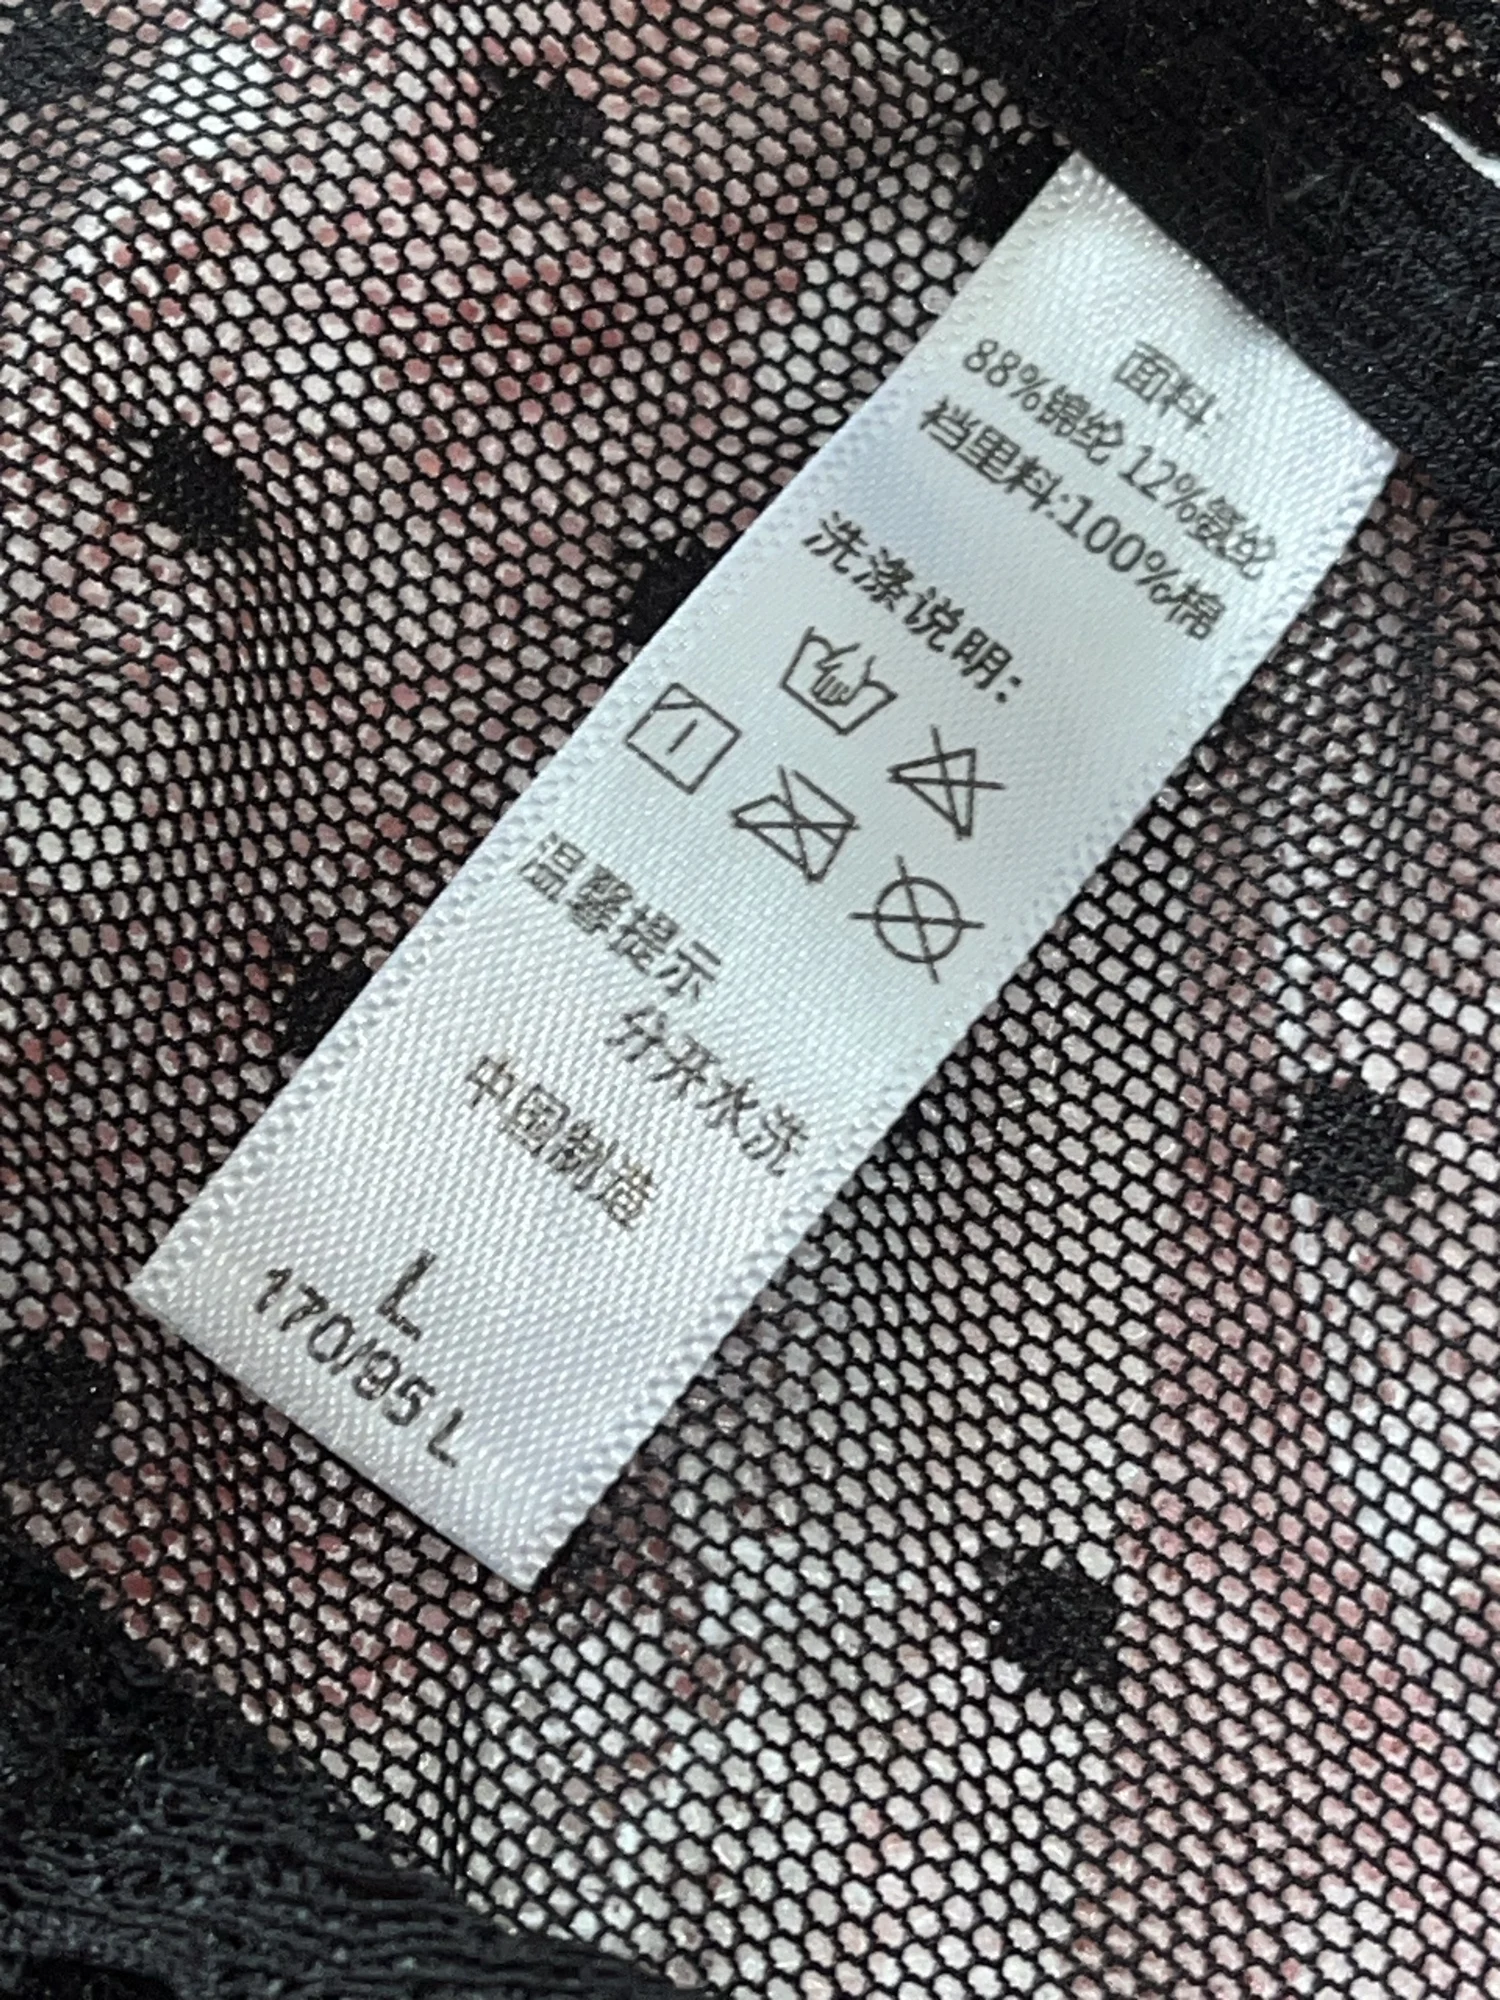 面料:
88%锦纶 12%氨纶
裆里料:100%棉
洗涤说明:
温馨提示
分开水洗
中国制造
L
170/95 L